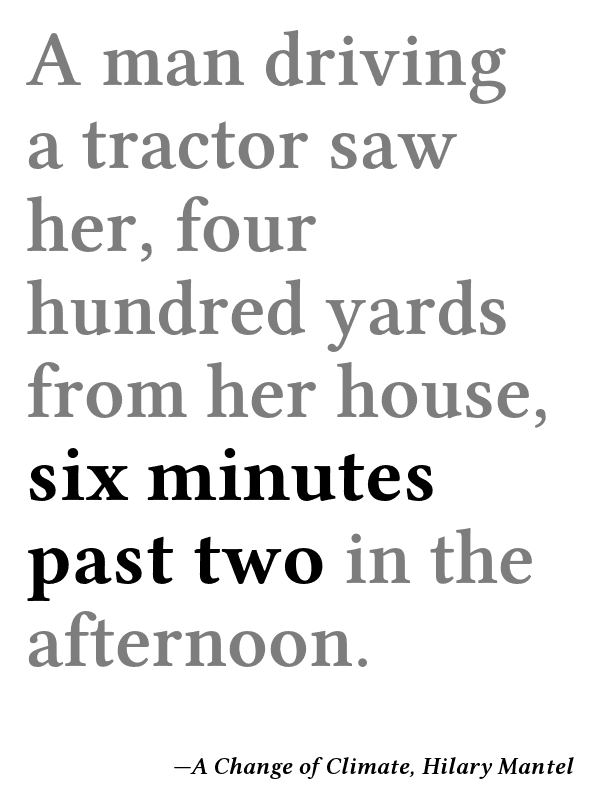 A man driving
a tractor saw
her, four
hundred yards
from her house,
six minutes
past two in the
afternoon.
—A Change of Climate, Hilary Mantel